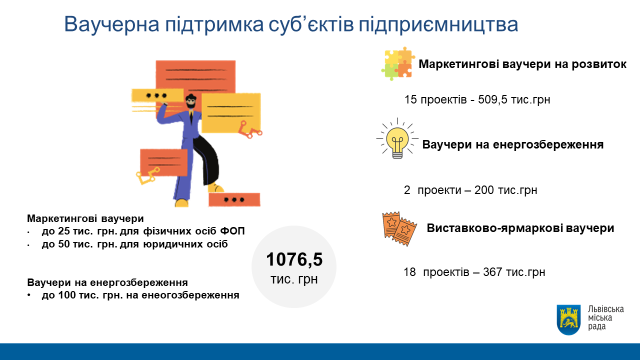 Ваучерна підтримка суб’єктів підприємництва
Маркетингові ваучери на розвиток
15 проектів - 509,5 тис.грн
Ваучери на енергозбереження
2 проекти – 200 тис.грн
Виставково-ярмаркові ваучери
18 проектів – 367 тис.грн
Маркетингові ваучери
· до 25 тис. грн. для фізичних осіб ФОП
· до 50 тис. грн. для юридичних осіб
Ваучери на енергозбереження
• до 100 тис. грн. на енеогозбереження
1076,5
тис. грн
Львівська
міська
рада